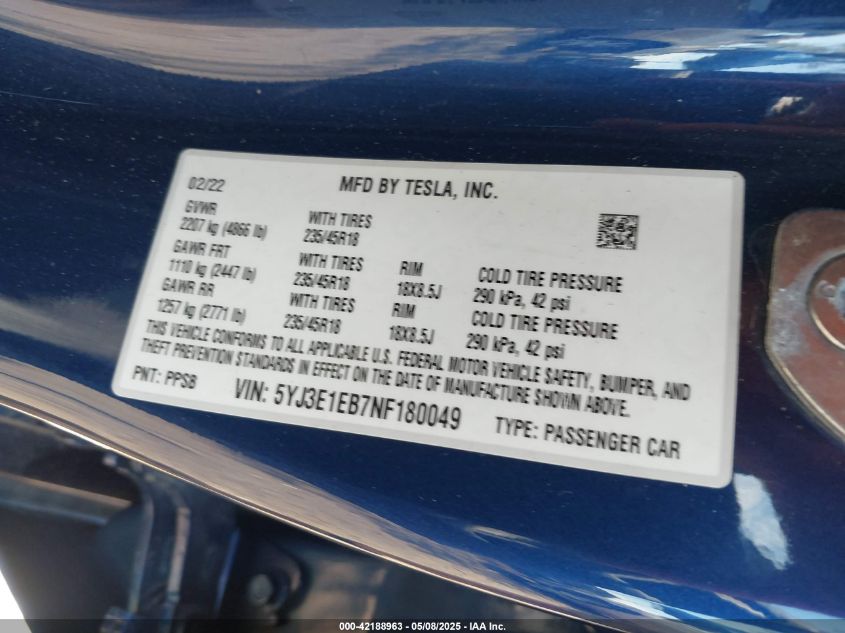 02/22 MFD BY TESLA, INC.
GVWR
2207 kg (4866 lb) WITH TIRES 235/45R18
GAWR FRT
1110 kg (2447 lb) WITH TIRES 235/45R18 RIM 18X8.5J COLD TIRE PRESSURE 290 kPa, 42 psi
GAWR RR
1257 kg (2771 lb) WITH TIRES 235/45R18 RIM 18X8.5J COLD TIRE PRESSURE 290 kPa, 42 psi
THIS VEHICLE CONFORMS TO ALL APPLICABLE U.S. FEDERAL MOTOR VEHICLE SAFETY, BUMPER, AND
THEFT PREVENTION STANDARDS IN EFFECT ON THE DATE OF MANUFACTURE SHOWN ABOVE.
PNT: PPSB VIN: 5YJ3E1EB7NF180049 TYPE: PASSENGER CAR
000-42188963 - 05/08/2025 - IAA Inc.